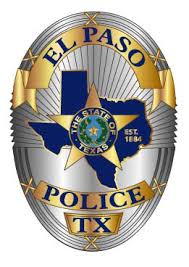 EL PASO
THE STATE OF TEXAS
EST.
1884
POLICE
TX